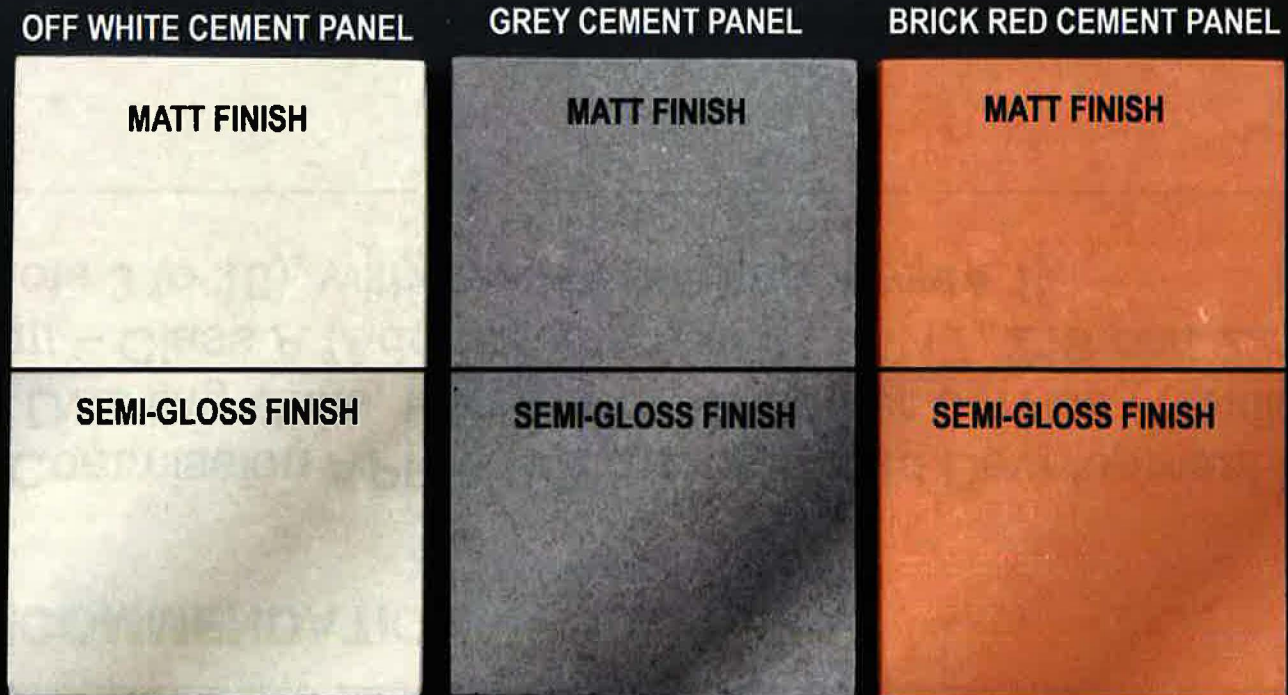 OFF WHITE CEMENT PANEL
GREY CEMENT PANEL
BRICK RED CEMENT PANEL
MATT FINISH
MATT FINISH
MATT FINISH
SEMI-GLOSS FINISH
SEMI-GLOSS FINISH
SEMI-GLOSS FINISH